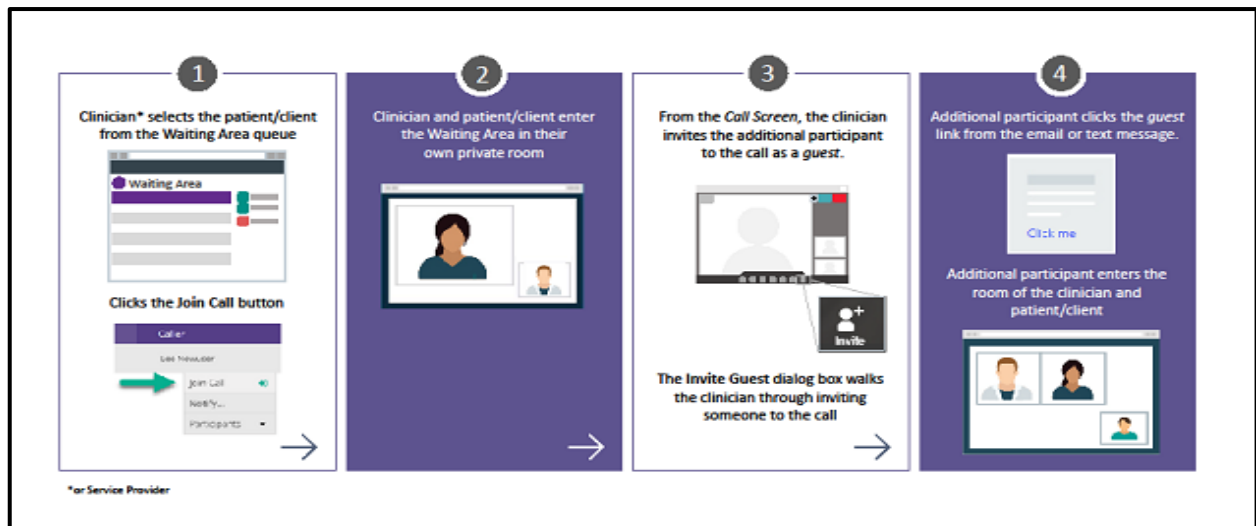 1
Clinician* selects the patient/client
from the Waiting Area queue
Waiting Area
Clicks the Join Call button
Caller
Join Call
Notify...
Participants
2
Clinician and patient/client enter
the Waiting Area in their
own private room
3
From the Call Screen, the clinician
invites the additional participant
to the call as a guest.
Invite
The Invite Guest dialog box walks
the clinician through inviting
someone to the call
4
Additional participant clicks the guest
link from the email or text message.
Click me
Additional participant enters the
room of the clinician and
patient/client
*or Service Provider